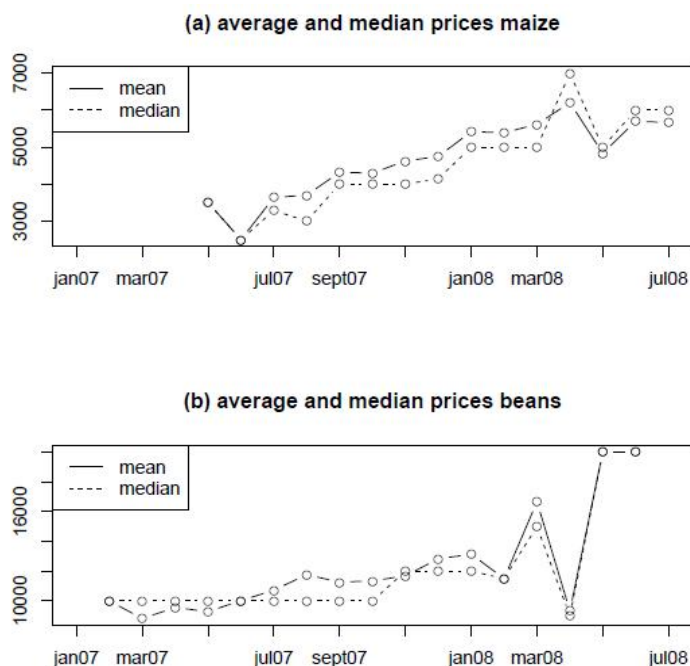 (a) average and median prices maize
7000
5000
3000
mean
median
jan07 mar07 jul07 sept07 jan08 mar08 jul08
(b) average and median prices beans
16000
10000
mean
median
jan07 mar07 jul07 sept07 jan08 mar08 jul08